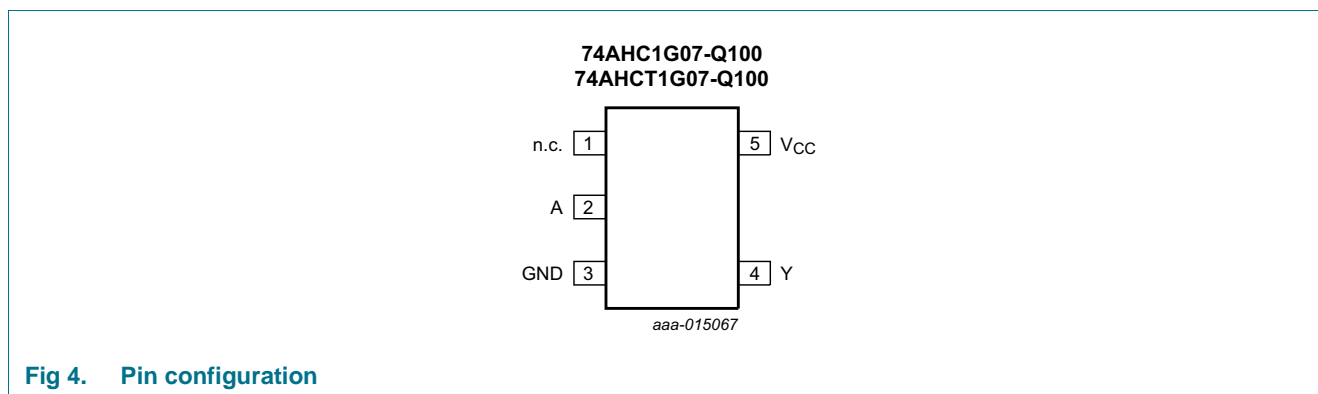 74AHC1G07-Q100
74AHCT1G07-Q100
n.c. 1 5 VCC
A 2
GND 3 4 Y
aaa-015067
Fig 4. Pin configuration